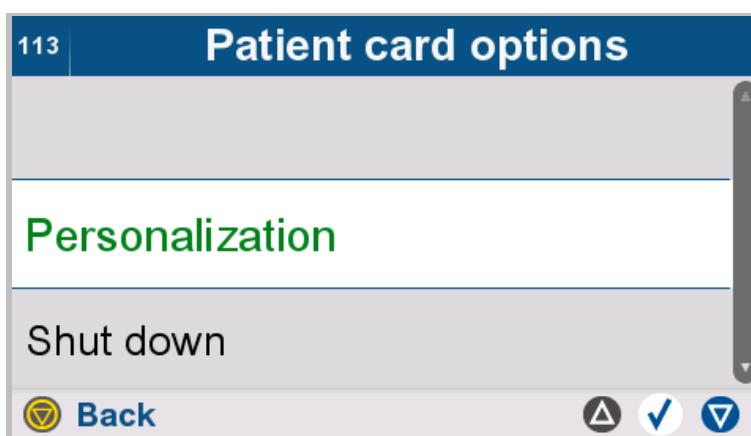 113
Patient card options
Personalization
Shut down
Back